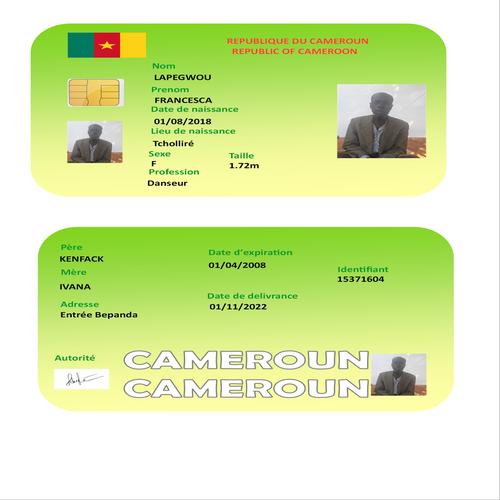 REPUBLIQUE DU CAMEROUN
REPUBLIC OF CAMEROON
Nom
LAPEGWOU
Prenom
FRANCESCA
Date de naissance
01/08/2018
Lieu de naissance
Tcholliré
Sexe
F
Taille
1.72m
Profession
Danseur
Père
KENFACK
Mère
IVANA
Adresse
Entrée Bepanda
Date d'expiration
01/04/2008
Date de delivrance
01/11/2022
Identifiant
15371604
Autorité
CAMEROUN
CAMEROUN